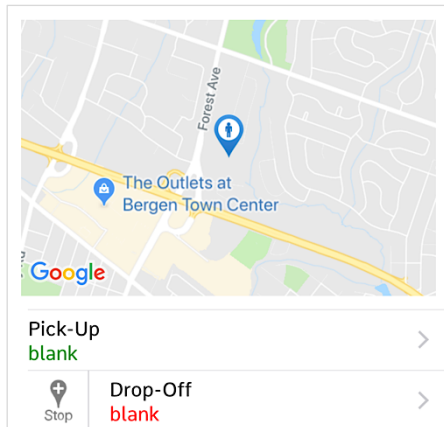 Forest Ave
The Outlets at
Bergen Town Center
Google
Pick-Up
blank
Drop-Off
Stop
blank